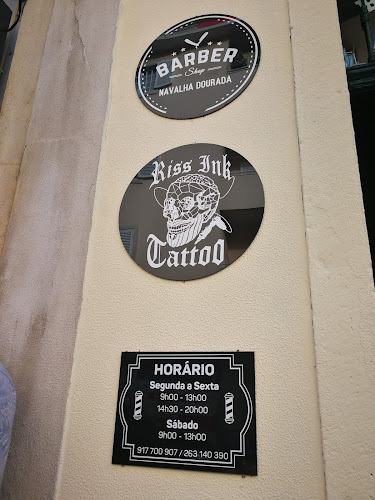 BARBER
Shop
NAVALHA DOURADA
Riss Ink
Tattoo
HORÁRIO
Segunda a Sexta
9h00 - 13h00
14h30 - 20h00
Sábado
9h00 - 13h00
917 700 907 / 263 140 390